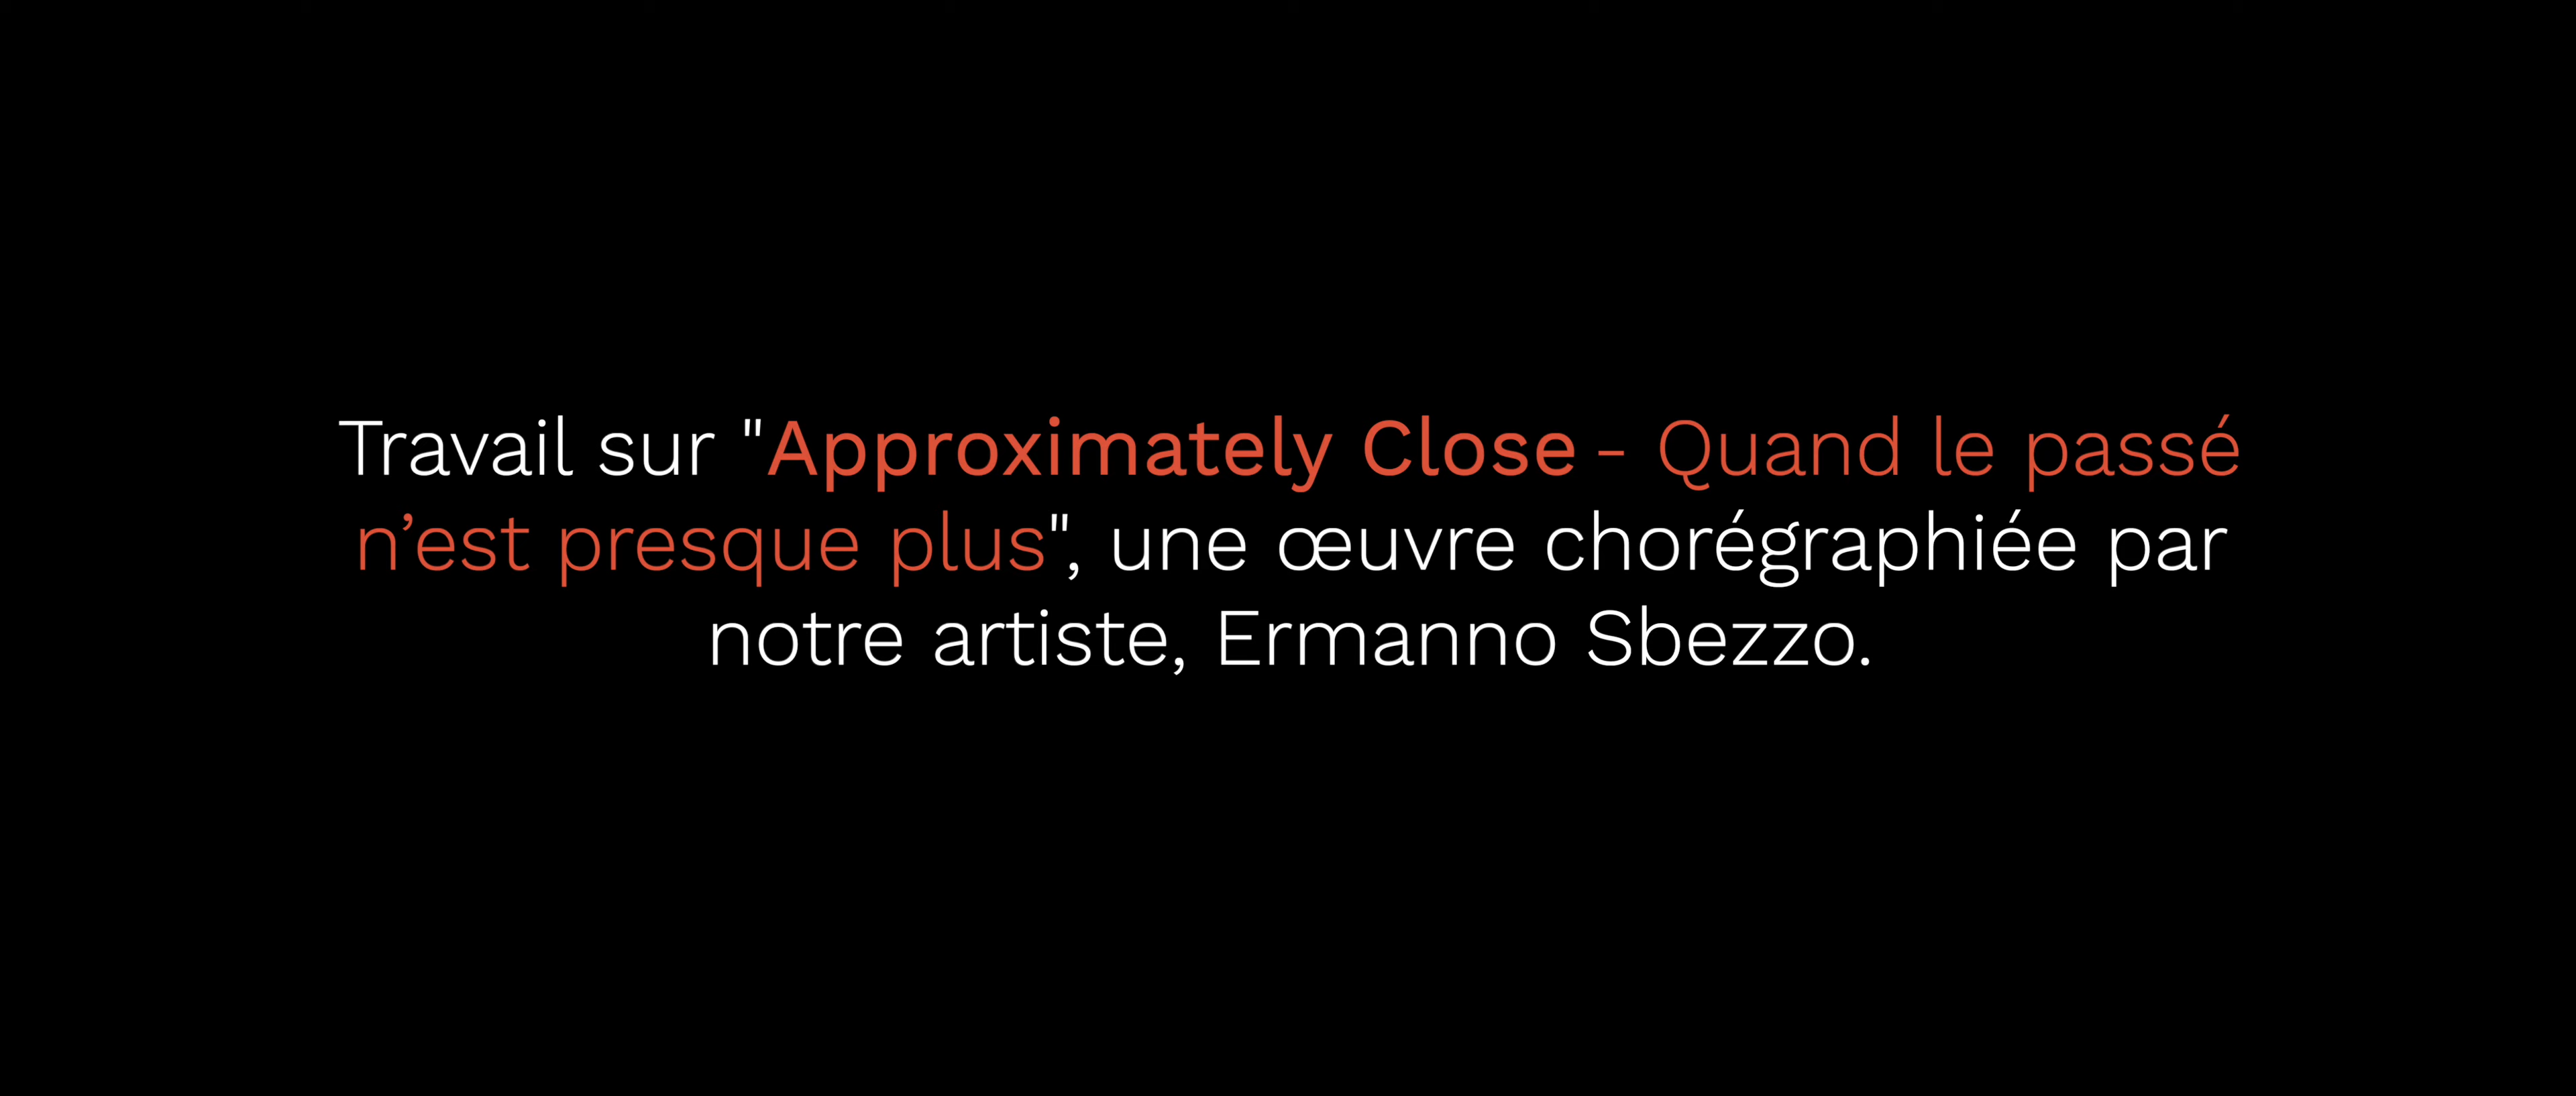 Travail sur "Approximately Close - Quand le passé
n’est presque plus", une œuvre chorégraphiée par
notre artiste, Ermanno Sbezzo.